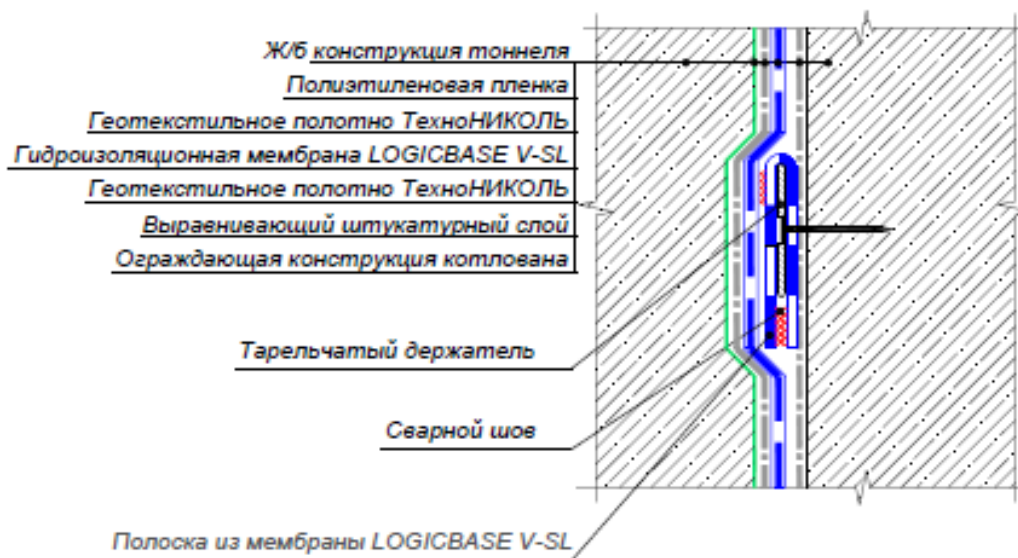 Ж/б конструкция тоннеля
Полиэтиленовая пленка
Геотекстильное полотно ТехноНИКОЛЬ
Гидроизоляционная мембрана LOGICBASE V-SL
Геотекстильное полотно ТехноНИКОЛЬ
Выравнивающий штукатурный слой
Ограждающая конструкция котлована
Тарельчатый держатель
Сварной шов
Полоска из мембраны LOGICBASE V-SL